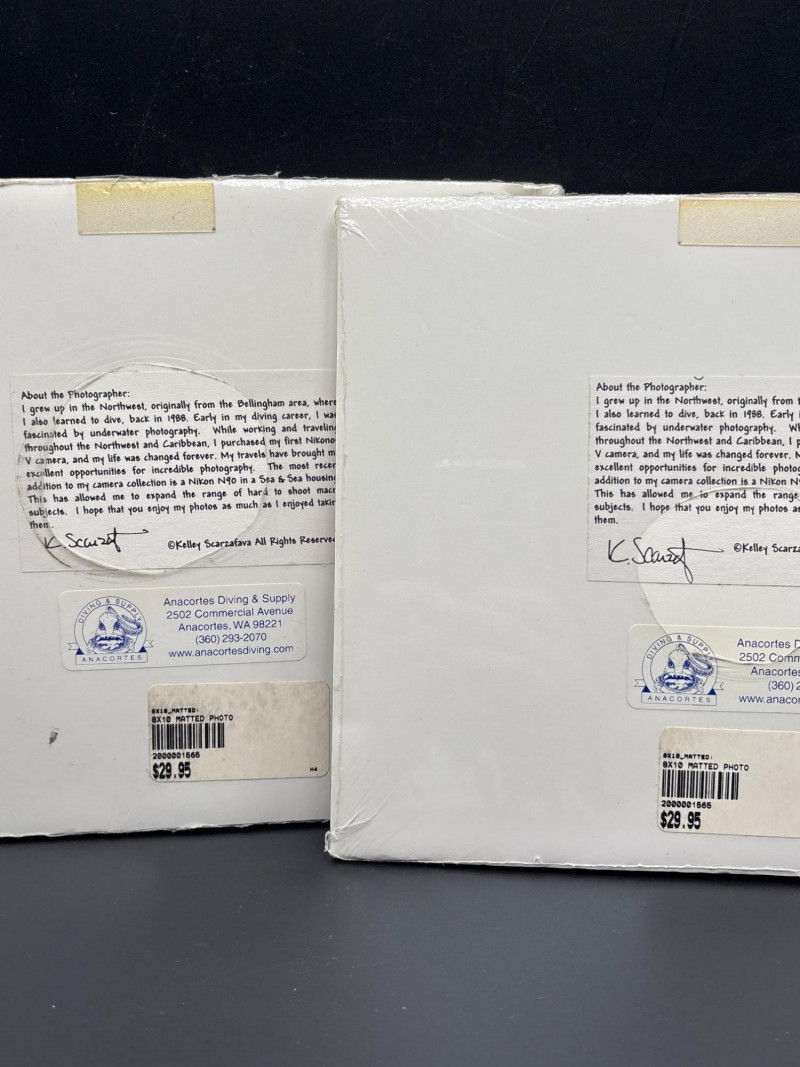 About the Photographer:
I grew up in the Northwest, originally from the Bellingham area, where
I also learned to dive, back in 1988. Early in my diving career, I was
fascinated by underwater photography. While working and traveling
throughout the Northwest and Caribbean, I purchased my first Nikonos
V camera, and my life was changed forever. My travels have brought m
excellent opportunities for incredible photography. The most recen
addition to my camera collection is a Nikon N90 in a Sea & Sea housing
This has allowed me to expand the range of hard to shoot macr
subjects. I hope that you enjoy my photos as much as I enjoyed takin
them.
K. Scarzaf
©Kelley Scarzafava All Rights Reserved
DIVING & SUPPLY
ANACORTES
Anacortes Diving & Supply
2502 Commercial Avenue
Anacortes, WA 98221
(360) 293-2070
www.anacortesdiving.com
8X10_MATTED:
8X10 MATTED PHOTO
2000001565
$29.95
H4
About the Photographer:
I grew up in the Northwest, originally from t
I also learned to dive, back in 1988. Early i
fascinated by underwater photography. Wh
throughout the Northwest and Caribbean, I p
V camera, and my life was changed forever. M
excellent opportunities for incredible photog
addition to my camera collection is a Nikon N9
This has allowed me to expand the range
subjects. I hope that you enjoy my photos as
them.
K. Scarzaf
©Kelley Scarza
DIVING & SUPPLY
ANACORTES
Anacortes D
2502 Comm
Anacorte
(360) 2
www.anacor
8X10_MATTED:
8X10 MATTED PHOTO
2000001565
$29.95